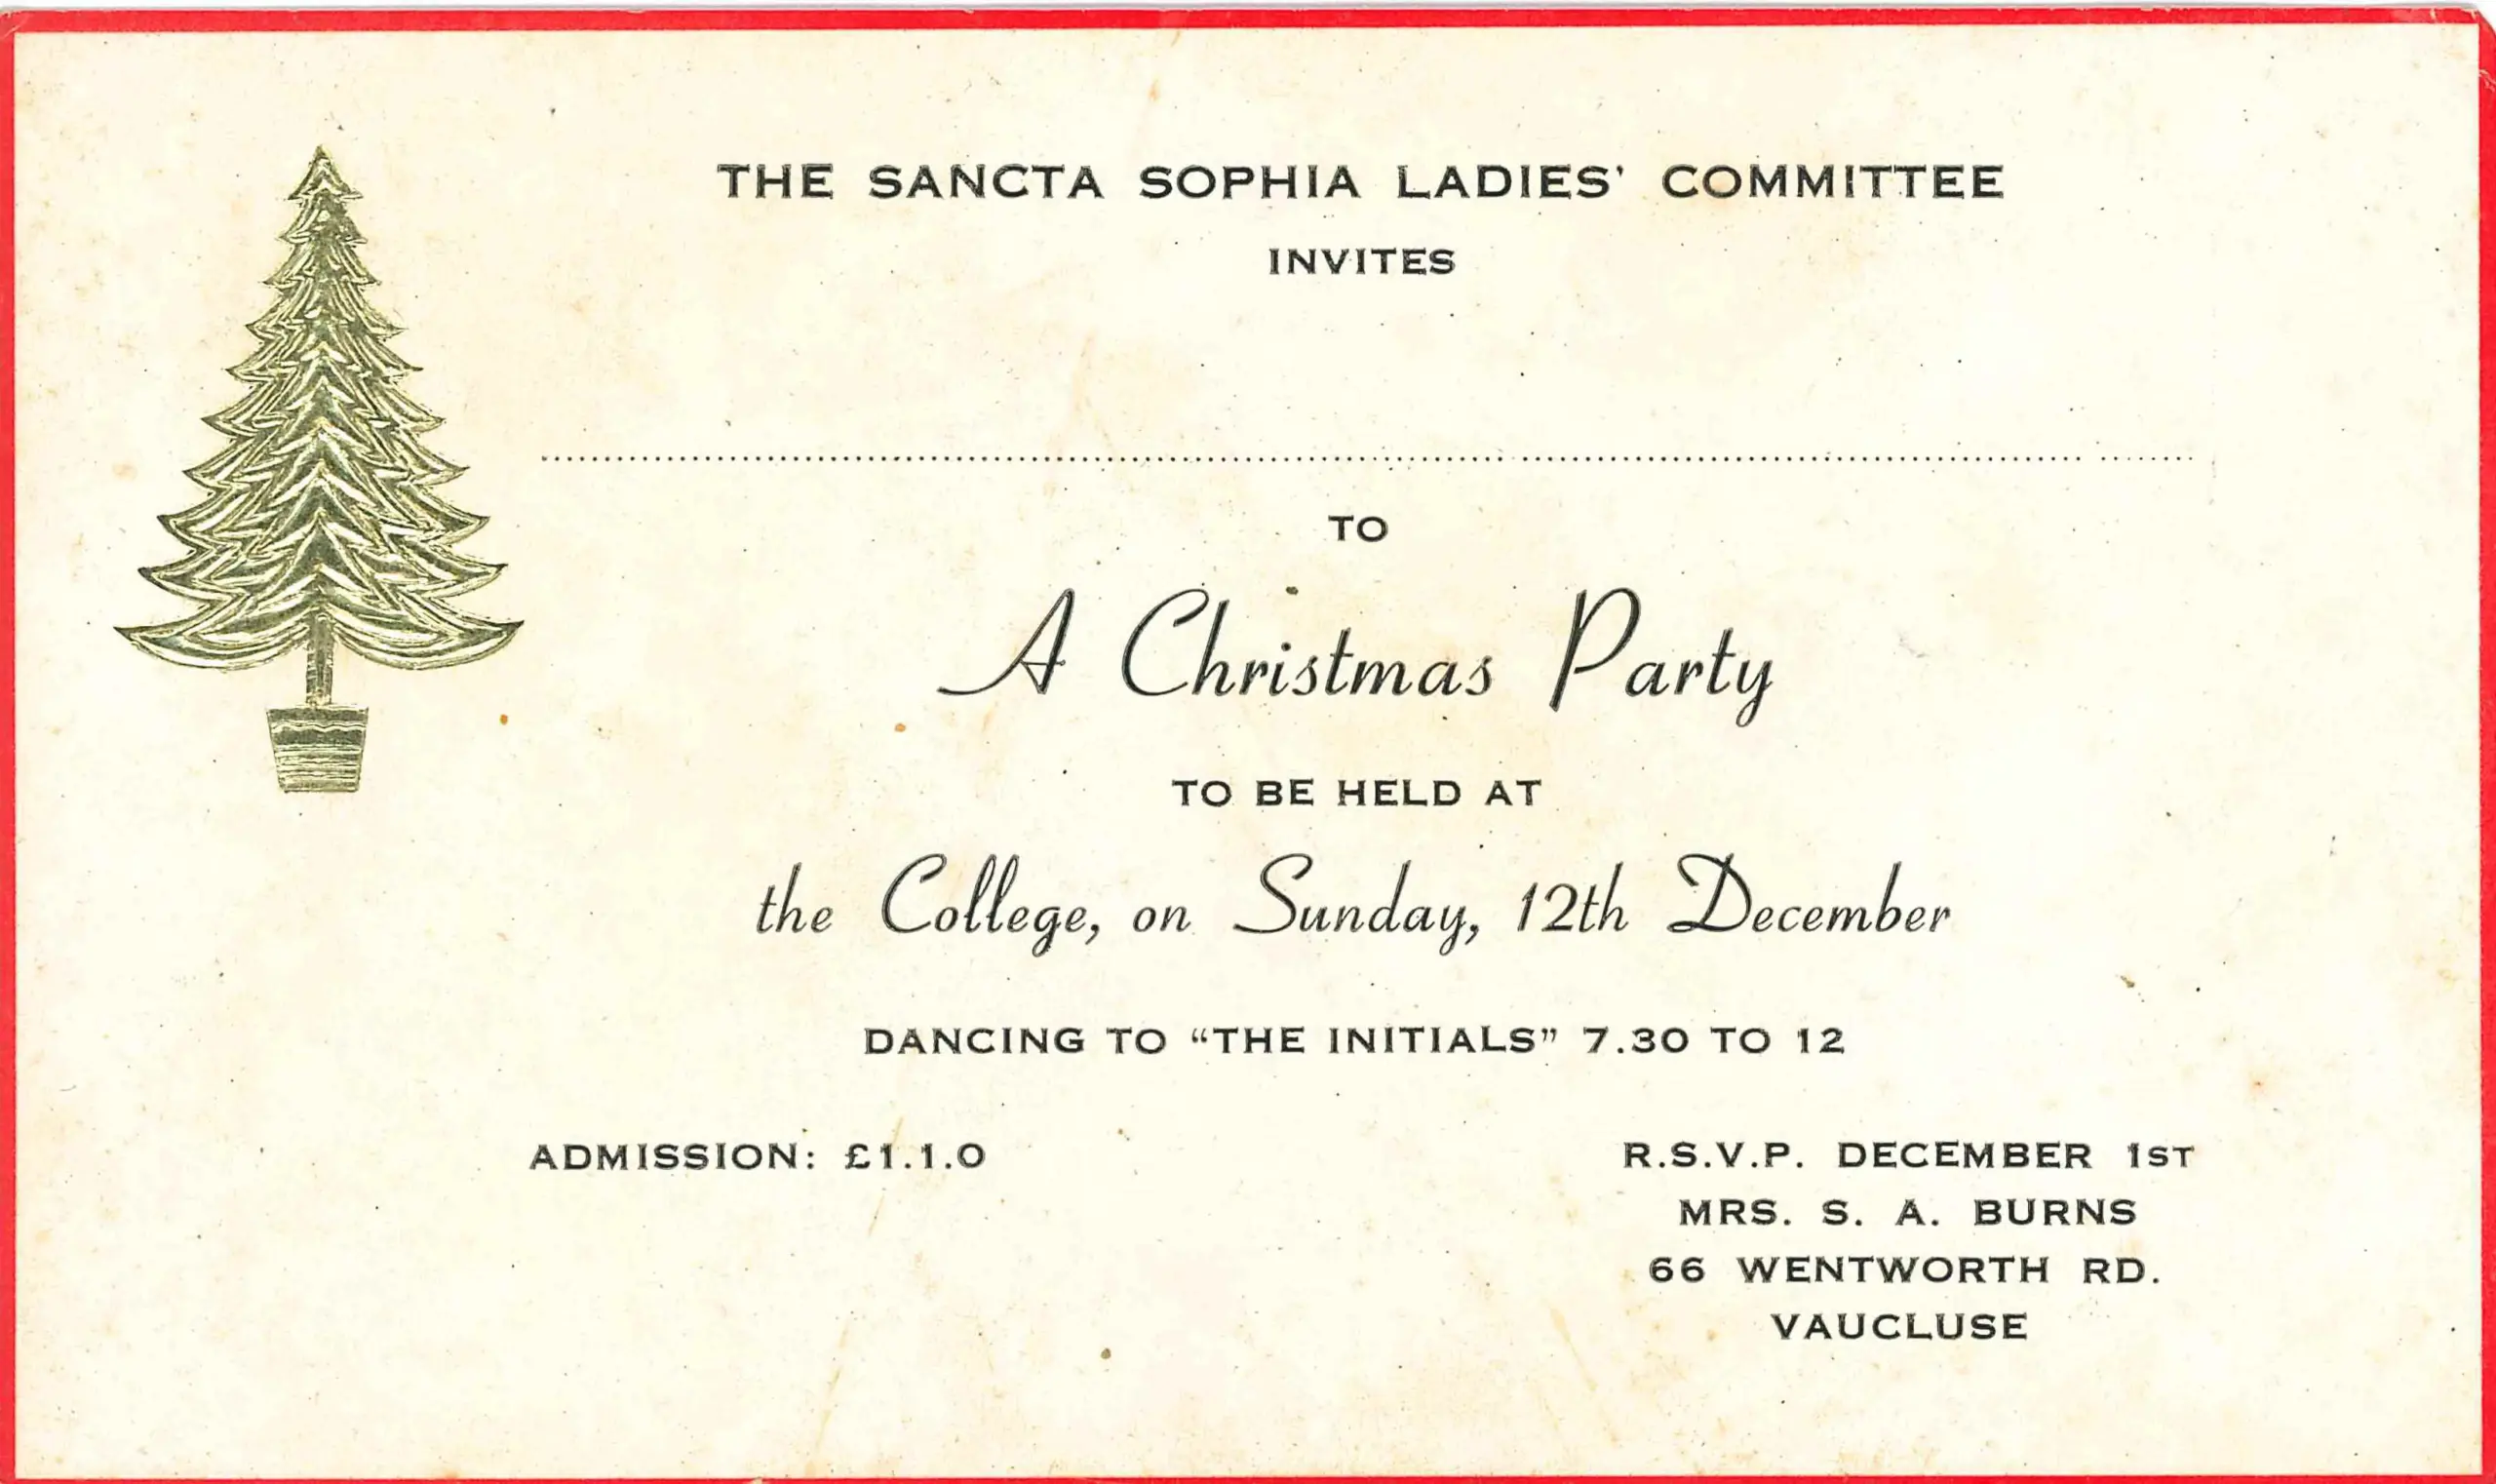 THE SANCTA SOPHIA LADIES' COMMITTEE
INVITES
TO
A Christmas Party
TO BE HELD AT
the College, on Sunday, 12th December
DANCING TO “THE INITIALS” 7.30 TO 12
ADMISSION: £1.1.0
R.S.V.P. DECEMBER 1ST
MRS. S. A. BURNS
66 WENTWORTH RD.
VAUCLUSE